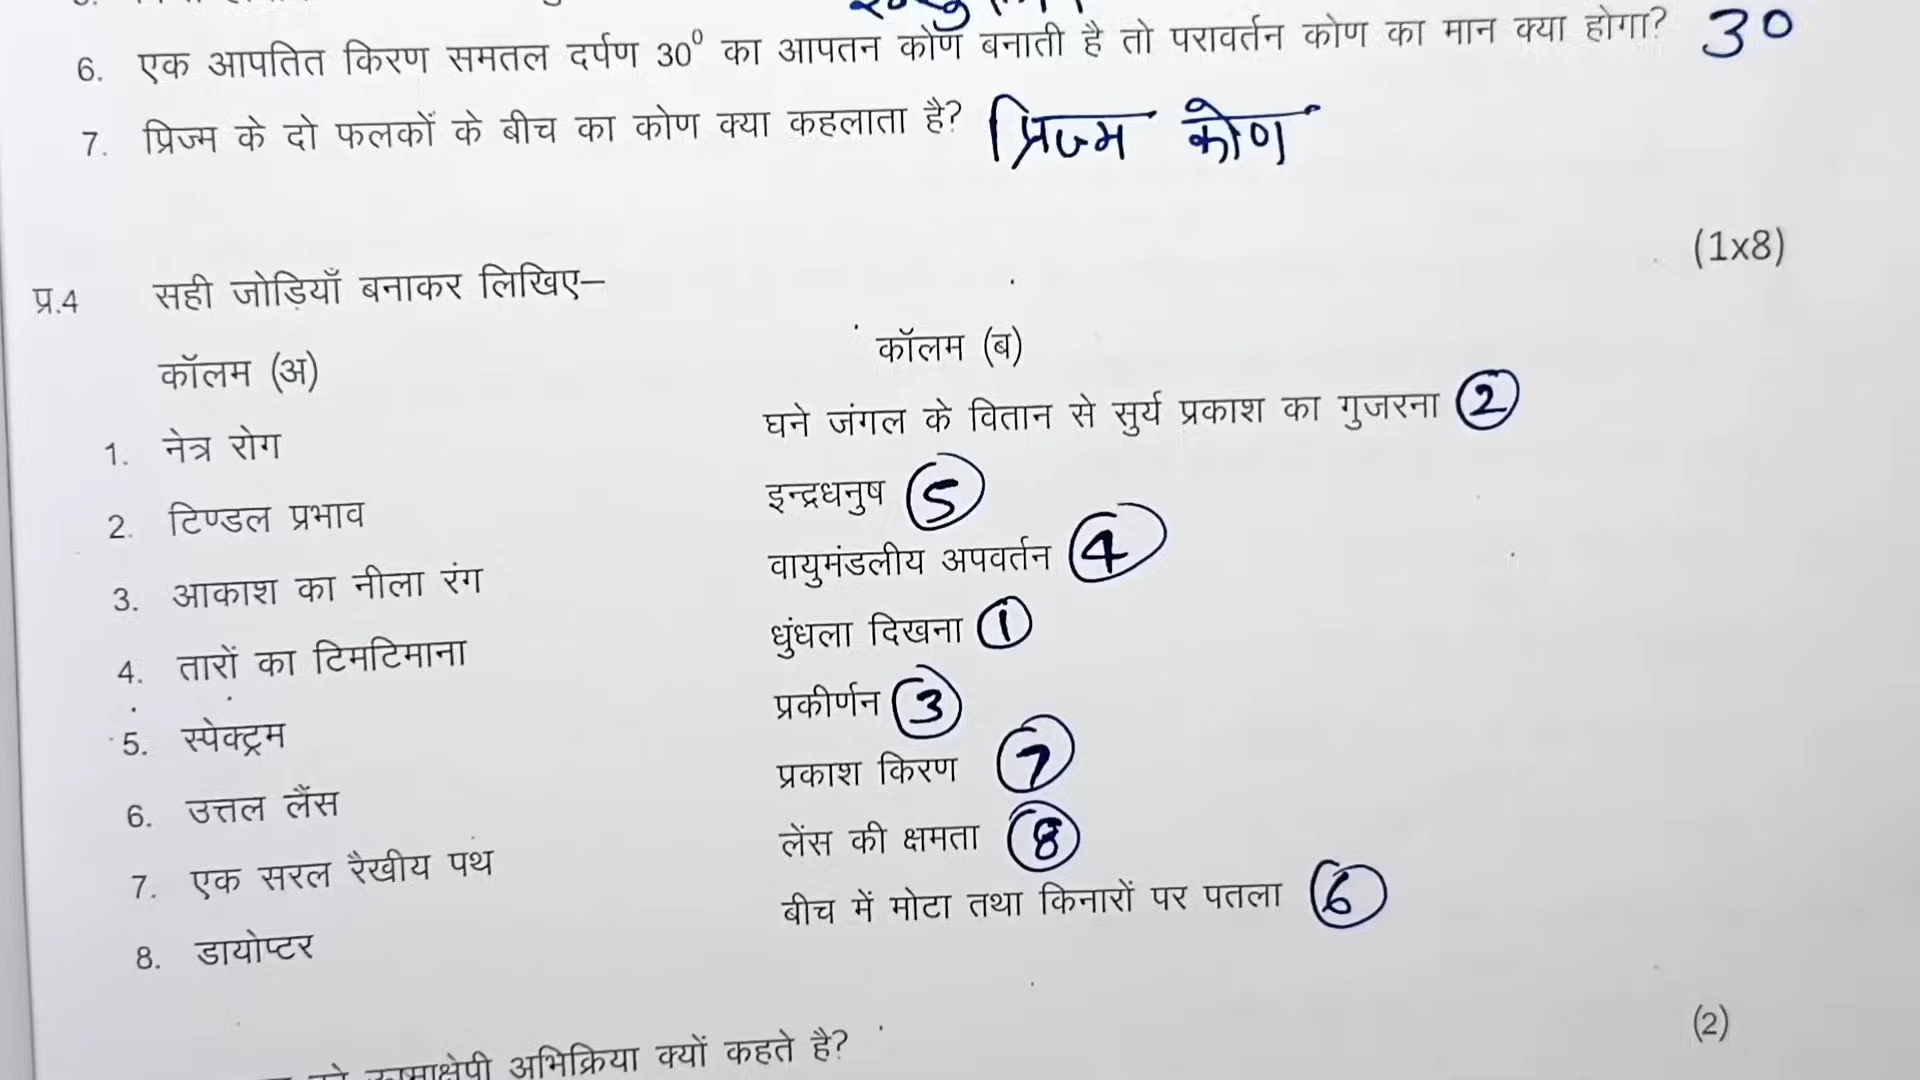 6. एक आपतित किरण समतल दर्पण 30⁰ का आपतन कोण बनाती है तो परावर्तन कोण का मान क्या होगा? 30
7. प्रिज्म के दो फलकों के बीच का कोण क्या कहलाता है? प्रिज्म कोण
(1x8)
प्र.4 सही जोड़ियाँ बनाकर लिखिए–
कॉलम (अ) कॉलम (ब)
1. नेत्र रोग घने जंगल के वितान से सुर्य प्रकाश का गुजरना 2
2. टिण्डल प्रभाव इन्द्रधनुष 5
3. आकाश का नीला रंग वायुमंडलीय अपवर्तन 4
4. तारों का टिमटिमाना धुंधला दिखना 1
5. स्पेक्ट्रम प्रकीर्णन 3
6. उत्तल लैंस प्रकाश किरण 7
7. एक सरल रैखीय पथ लेंस की क्षमता 8
8. डायोप्टर बीच में मोटा तथा किनारों पर पतला 6
अभिक्रिया क्यों कहते है? (2)